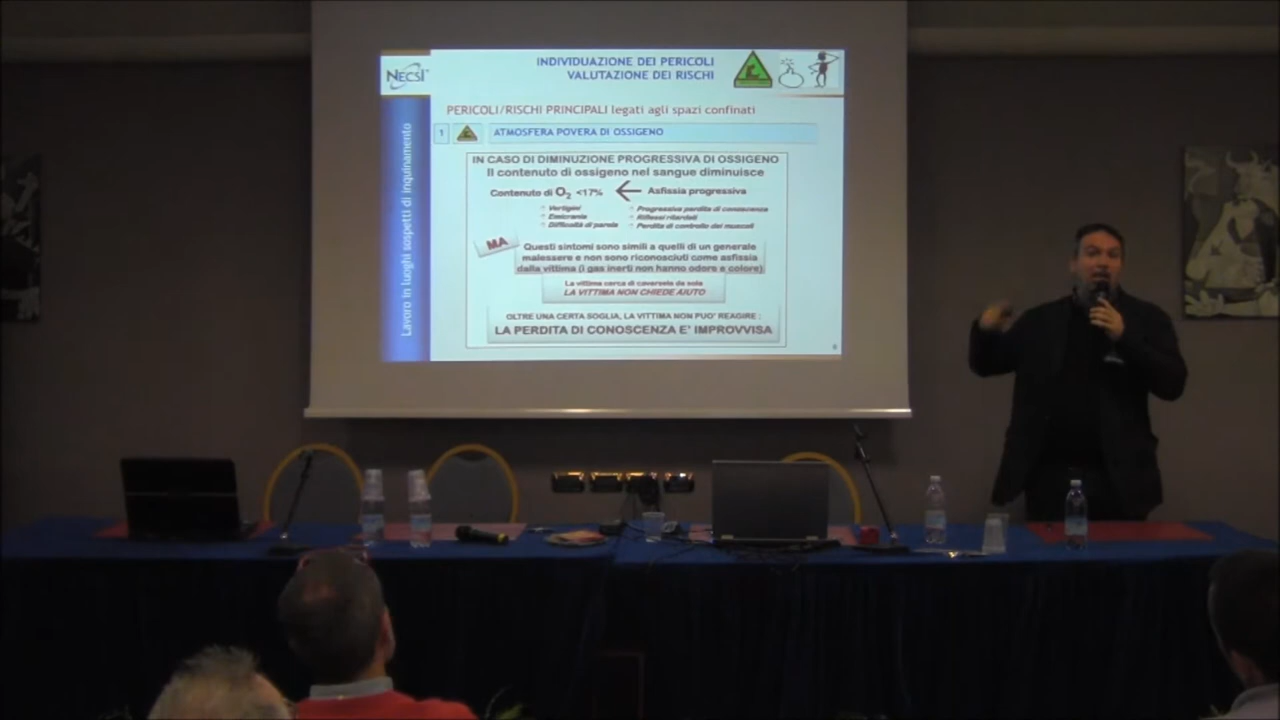 NECSI
INDIVIDUAZIONE DEI PERICOLI
VALUTAZIONE DEI RISCHI
Lavoro in luoghi sospetti di inquinamento
PERICOLI/RISCHI PRINCIPALI legati agli spazi confinati
1 ATMOSFERA POVERA DI OSSIGENO
IN CASO DI DIMINUZIONE PROGRESSIVA DI OSSIGENO
Il contenuto di ossigeno nel sangue diminuisce
Contenuto di O2 <17% ← Asfissia progressiva
Vertigini
Emicrania
Difficoltà di parola
Progressiva perdita di conoscenza
Riflessi ritardati
Perdita di controllo dei muscoli
MA
Questi sintomi sono simili a quelli di un generale
malessere e non sono riconosciuti come asfissia
dalla vittima (i gas inerti non hanno odore e colore)
La vittima cerca di cavarsela da sola
LA VITTIMA NON CHIEDE AIUTO
OLTRE UNA CERTA SOGLIA, LA VITTIMA NON PUO' REAGIRE :
LA PERDITA DI CONOSCENZA E' IMPROVVISA